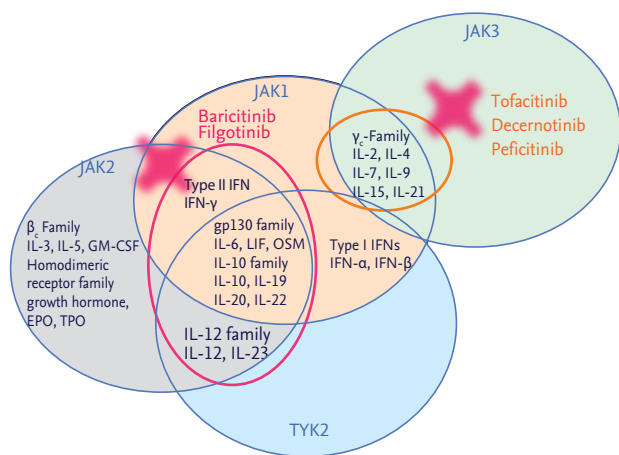 JAK3
JAK1
Baricitinib
Filgotinib
Tofacitinib
Decernotinib
Peficitinib
γc-Family
IL-2, IL-4
IL-7, IL-9
IL-15, IL-21
JAK2
Type II IFN
IFN-γ
βc Family
IL-3, IL-5, GM-CSF
Homodimeric
receptor family
growth hormone,
EPO, TPO
gp130 family
IL-6, LIF, OSM
IL-10 family
IL-10, IL-19
IL-20, IL-22
Type I IFNs
IFN-α, IFN-β
IL-12 family
IL-12, IL-23
TYK2